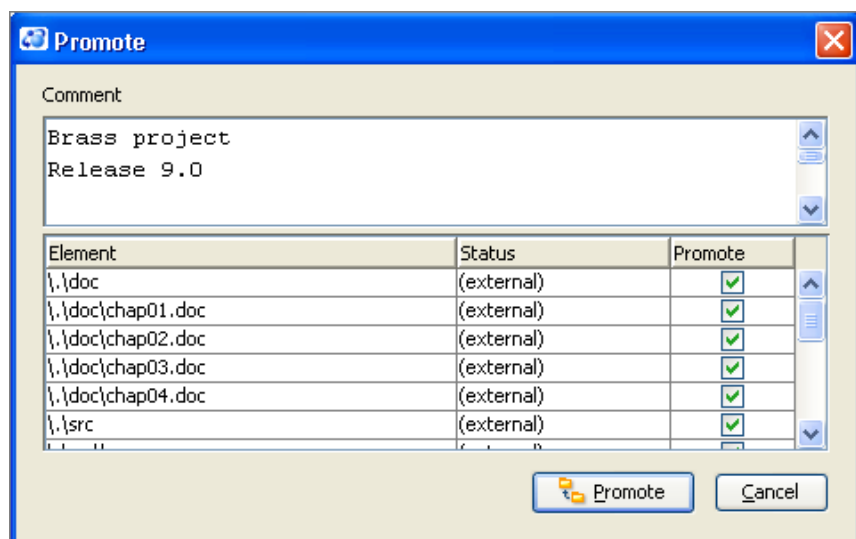 Promote
Comment
Brass project
Release 9.0
Element Status Promote
\.\doc (external)
\.\doc\chap01.doc (external)
\.\doc\chap02.doc (external)
\.\doc\chap03.doc (external)
\.\doc\chap04.doc (external)
\.\src (external)
Promote Cancel